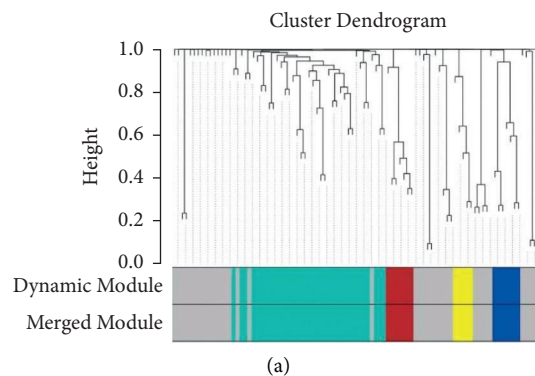 Cluster Dendrogram
1.0
0.8
0.6
0.4
0.2
0.0
Height
Dynamic Module
Merged Module
(a)